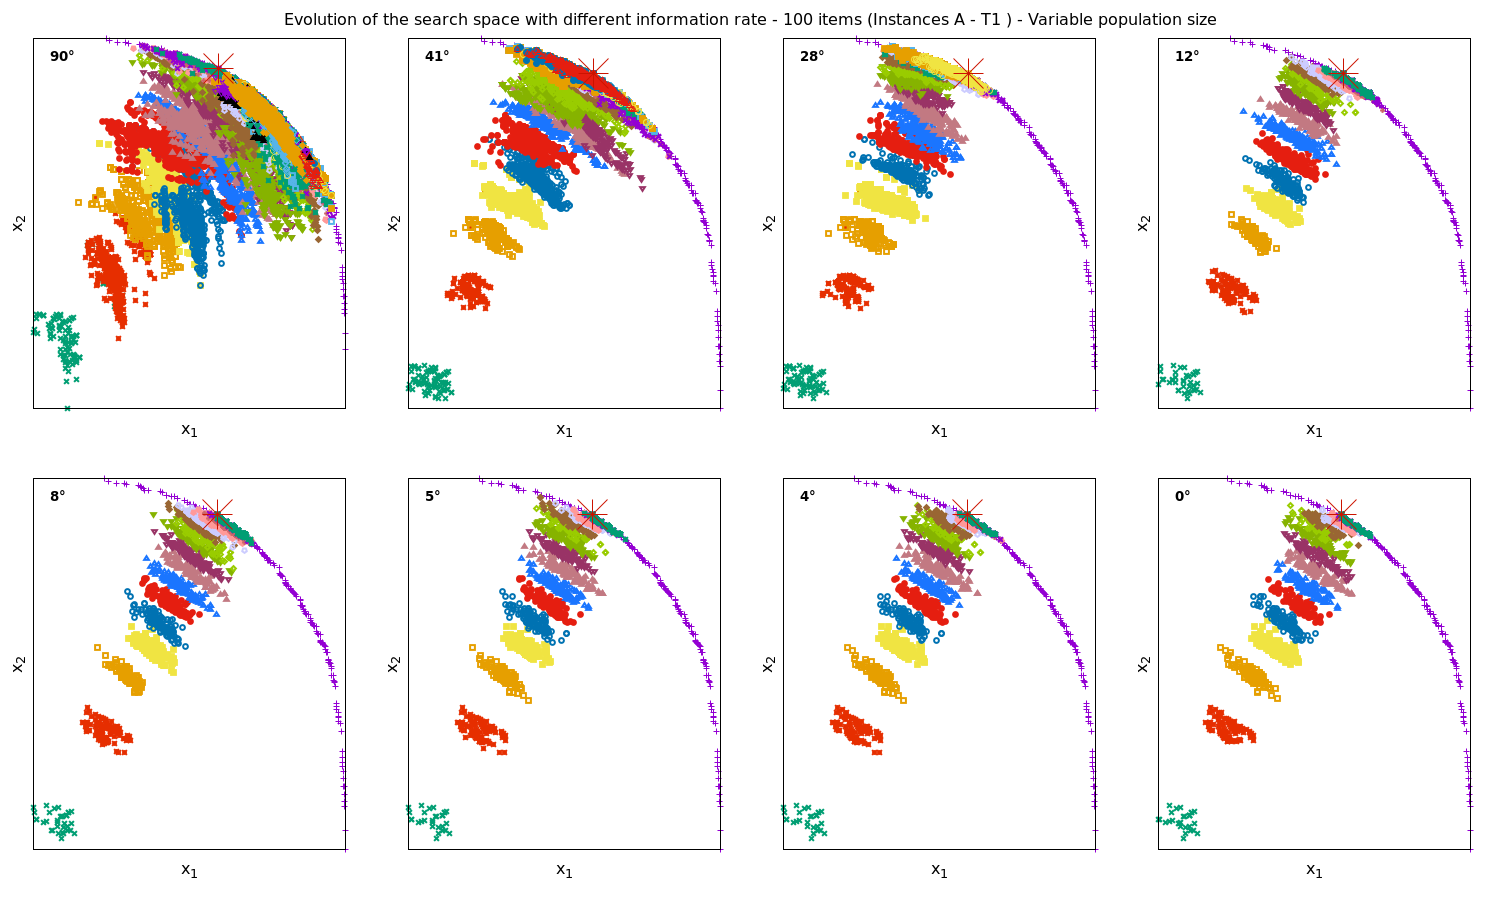 Evolution of the search space with different information rate - 100 items (Instances A - T1 ) - Variable population size
90°
41°
28°
12°
x2
x2
x2
x2
x1
x1
x1
x1
8°
5°
4°
0°
x2
x2
x2
x2
x1
x1
x1
x1